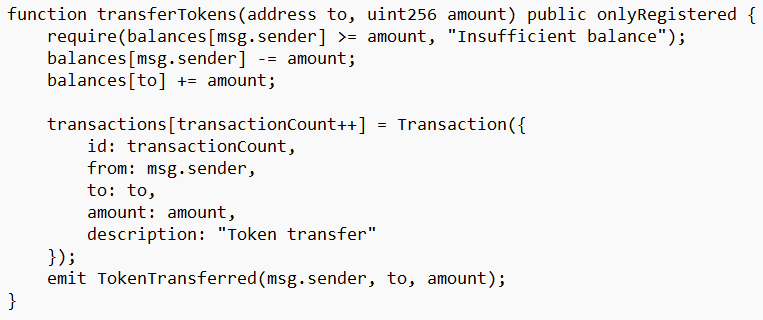 function transferTokens(address to, uint256 amount) public onlyRegistered {
    require(balances[msg.sender] >= amount, "Insufficient balance");
    balances[msg.sender] -= amount;
    balances[to] += amount;

    transactions[transactionCount++] = Transaction({
        id: transactionCount,
        from: msg.sender,
        to: to,
        amount: amount,
        description: "Token transfer"
    });
    emit TokenTransferred(msg.sender, to, amount);
}